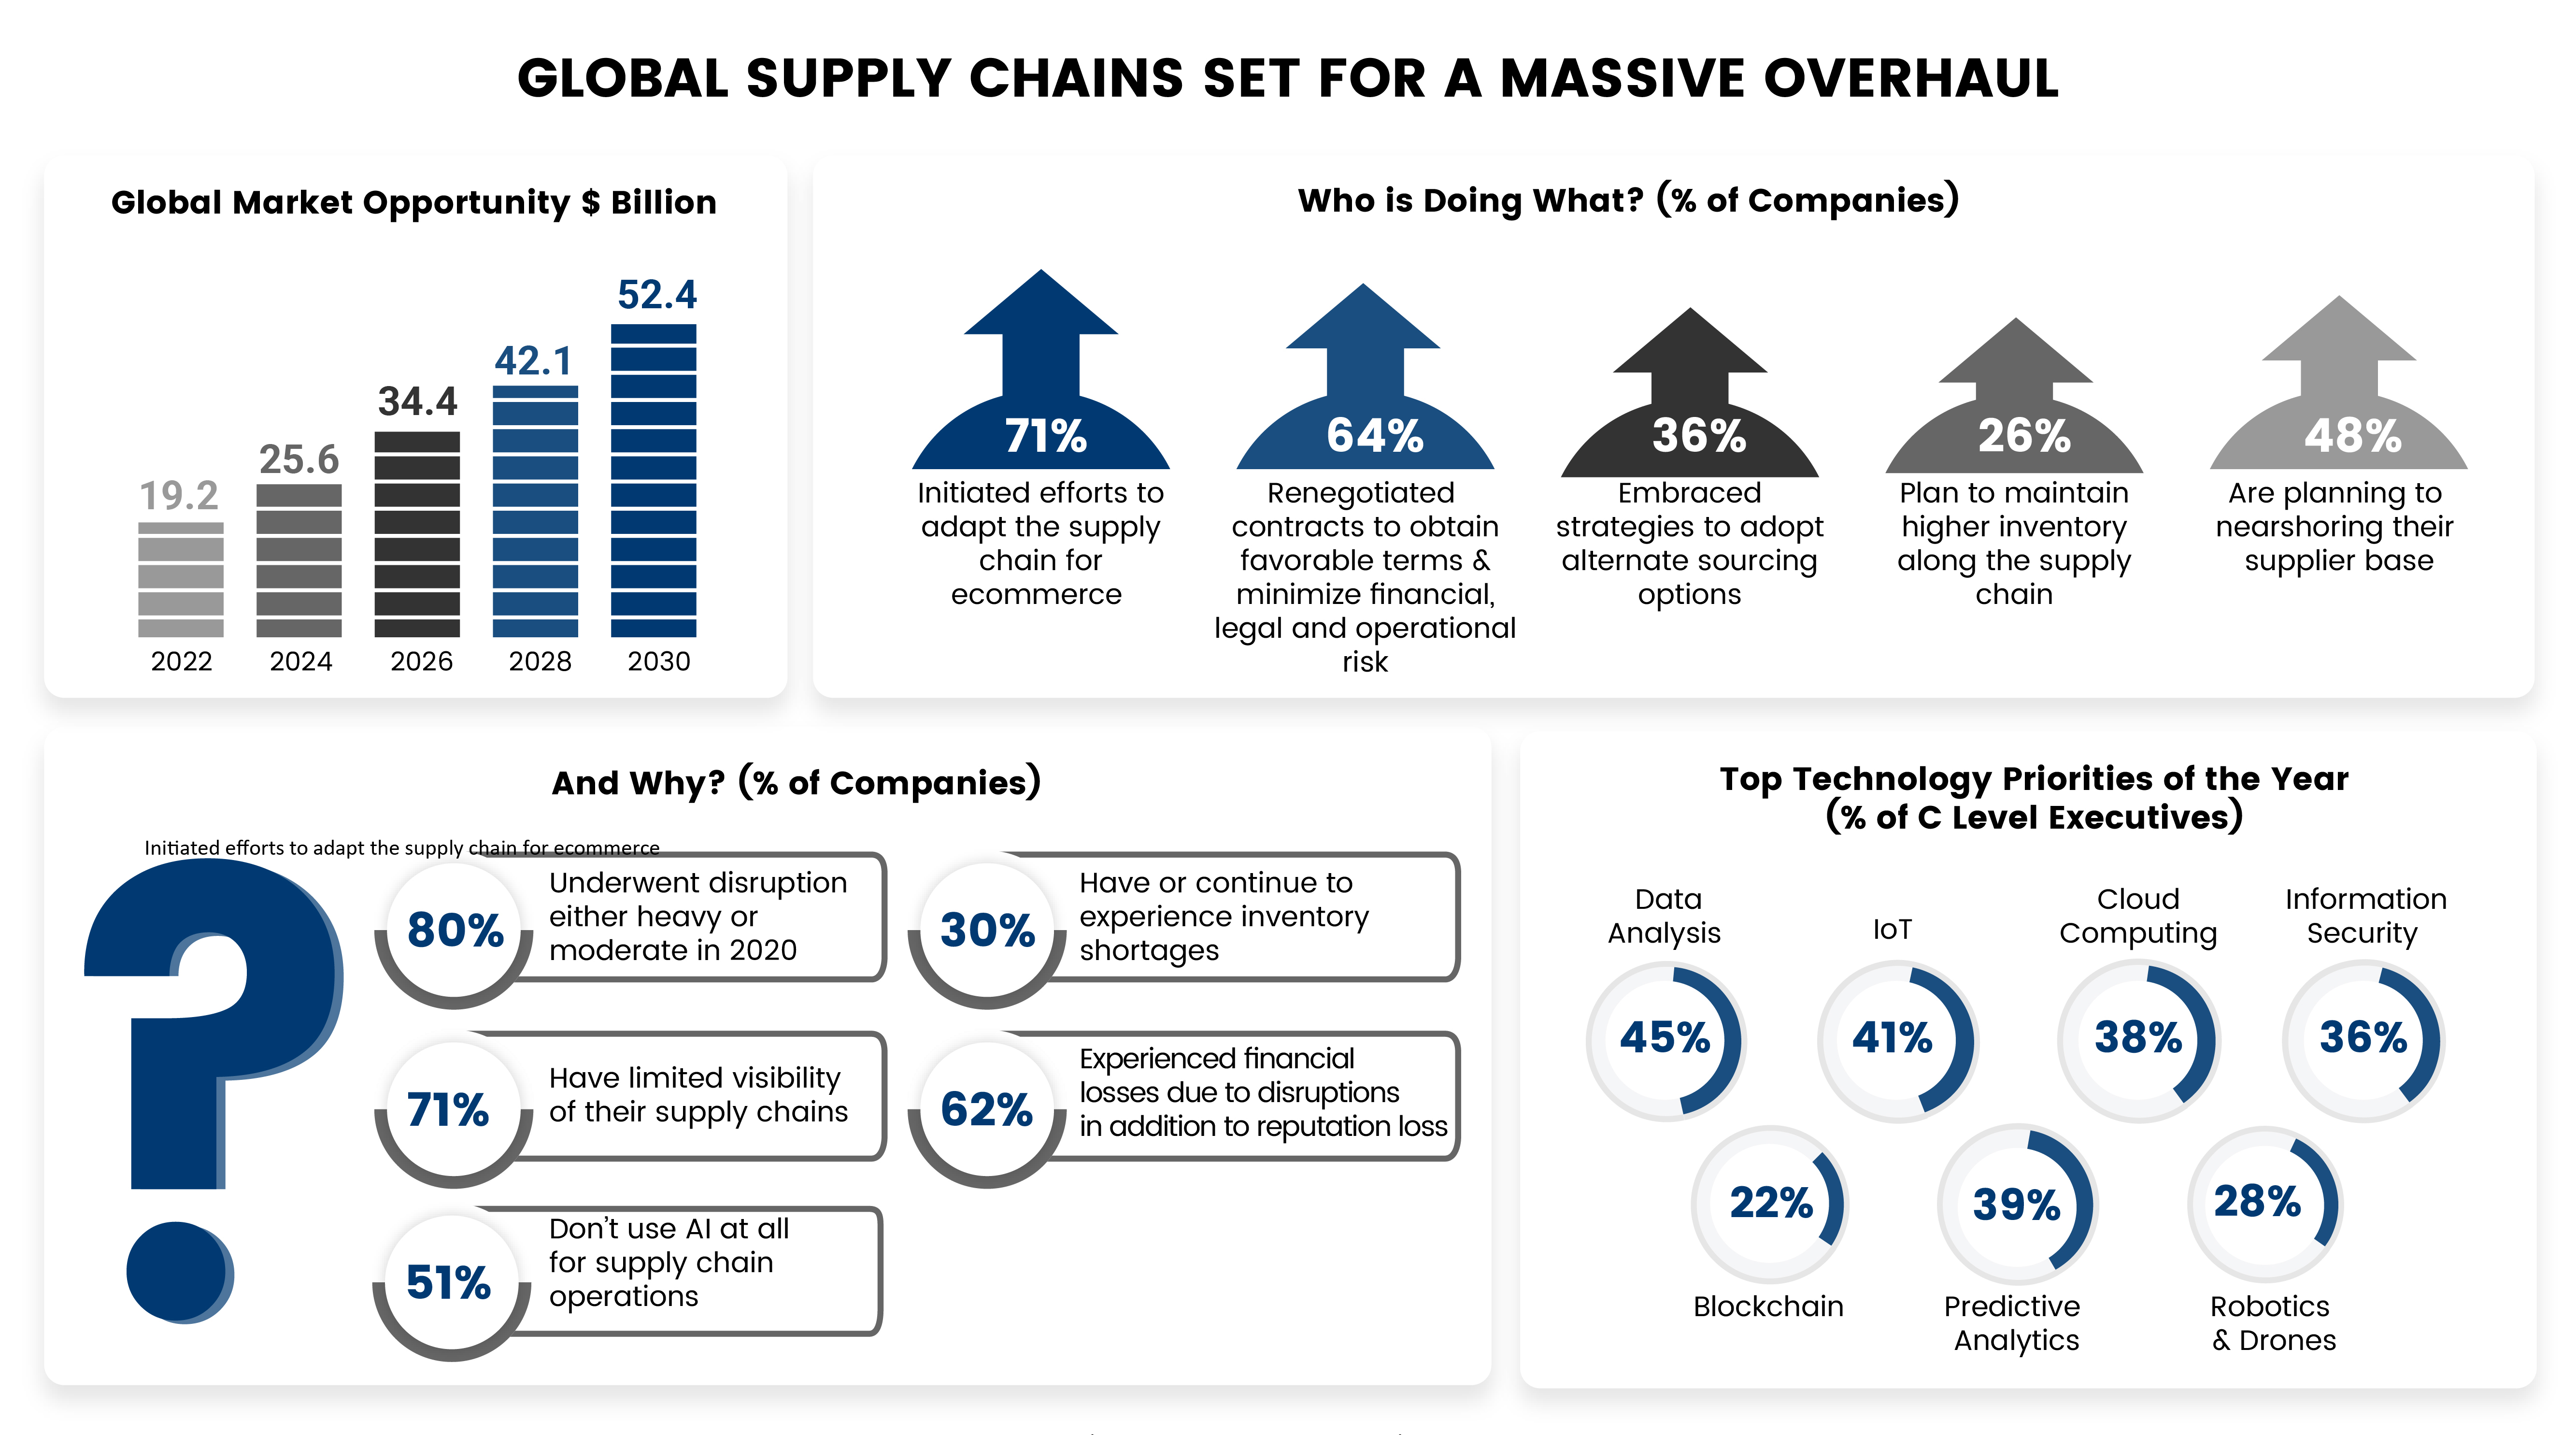 GLOBAL SUPPLY CHAINS SET FOR A MASSIVE OVERHAUL
Global Market Opportunity $ Billion
19.2
25.6
34.4
42.1
52.4
2022
2024
2026
2028
2030
Who is Doing What? (% of Companies)
71%
Initiated efforts to
adapt the supply
chain for
ecommerce
64%
Renegotiated
contracts to obtain
favorable terms &
minimize financial,
legal and operational
risk
36%
Embraced
strategies to adopt
alternate sourcing
options
26%
Plan to maintain
higher inventory
along the supply
chain
48%
Are planning to
nearshoring their
supplier base
And Why? (% of Companies)
Initiated efforts to adapt the supply chain for ecommerce
?
80%
Underwent disruption
either heavy or
moderate in 2020
30%
Have or continue to
experience inventory
shortages
71%
Have limited visibility
of their supply chains
62%
Experienced financial
losses due to disruptions
in addition to reputation loss
51%
Don’t use AI at all
for supply chain
operations
Top Technology Priorities of the Year
(% of C Level Executives)
Data
Analysis
45%
IoT
41%
Cloud
Computing
38%
Information
Security
36%
22%
Blockchain
39%
Predictive
Analytics
28%
Robotics
& Drones